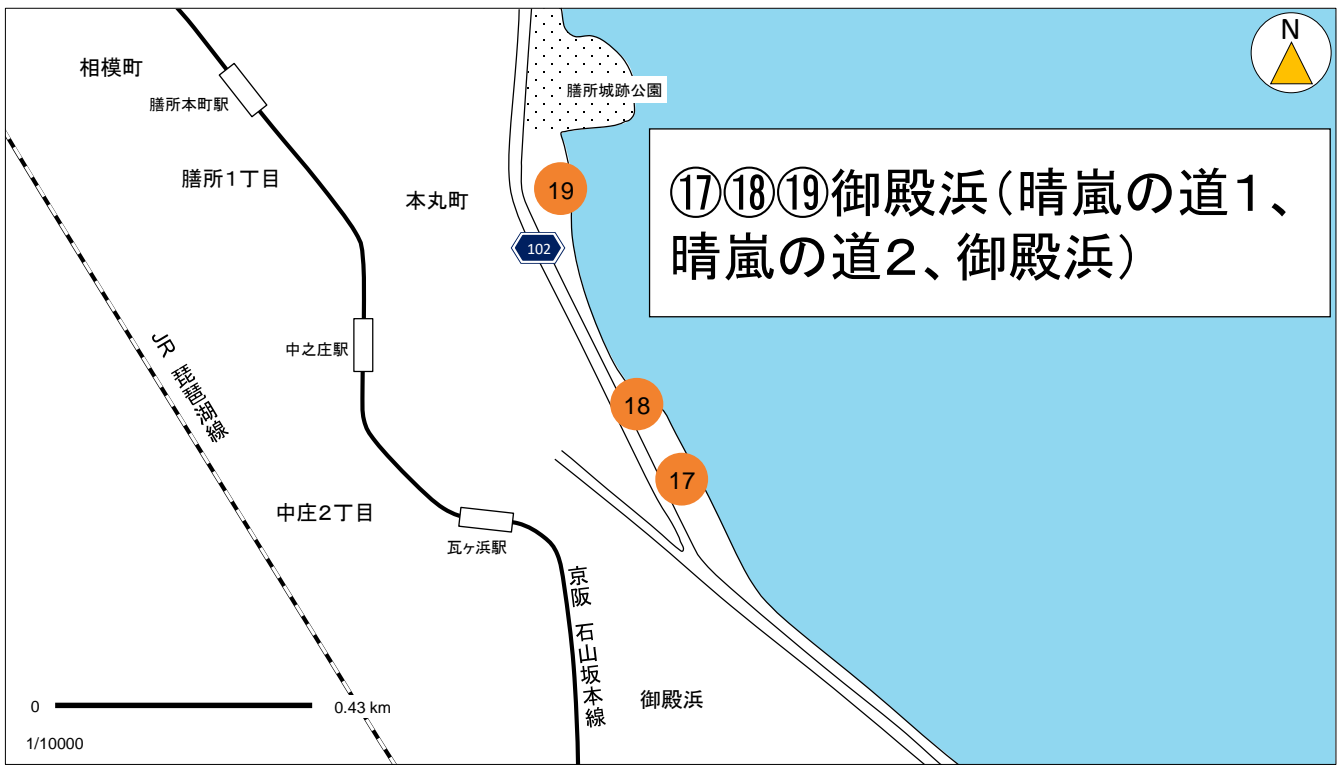 N
相模町
膳所本町駅
膳所城跡公園
膳所1丁目
本丸町
19
102
⑰⑱⑲御殿浜(晴嵐の道1、
晴嵐の道2、御殿浜)
JR 琵琶湖線
中之庄駅
18
17
中庄2丁目
瓦ヶ浜駅
京阪 石山坂本線
御殿浜
0
0.43 km
1/10000